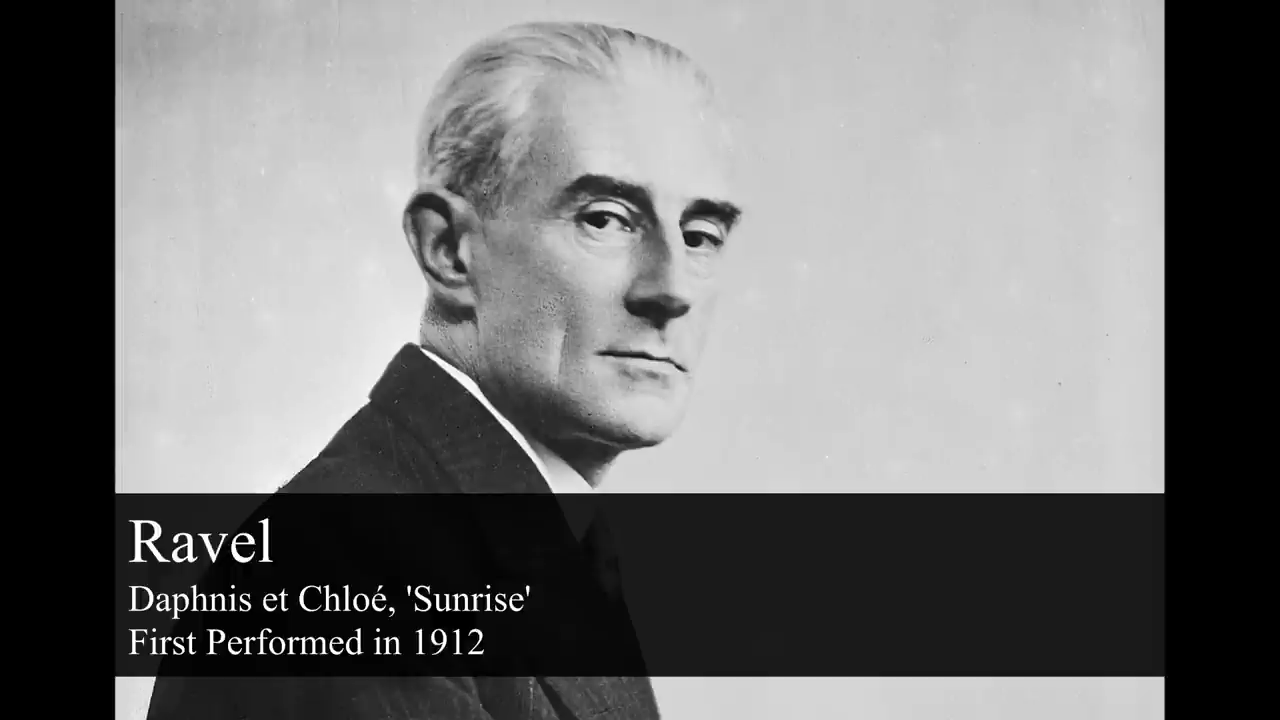 Ravel
Daphnis et Chloé, 'Sunrise'
First Performed in 1912